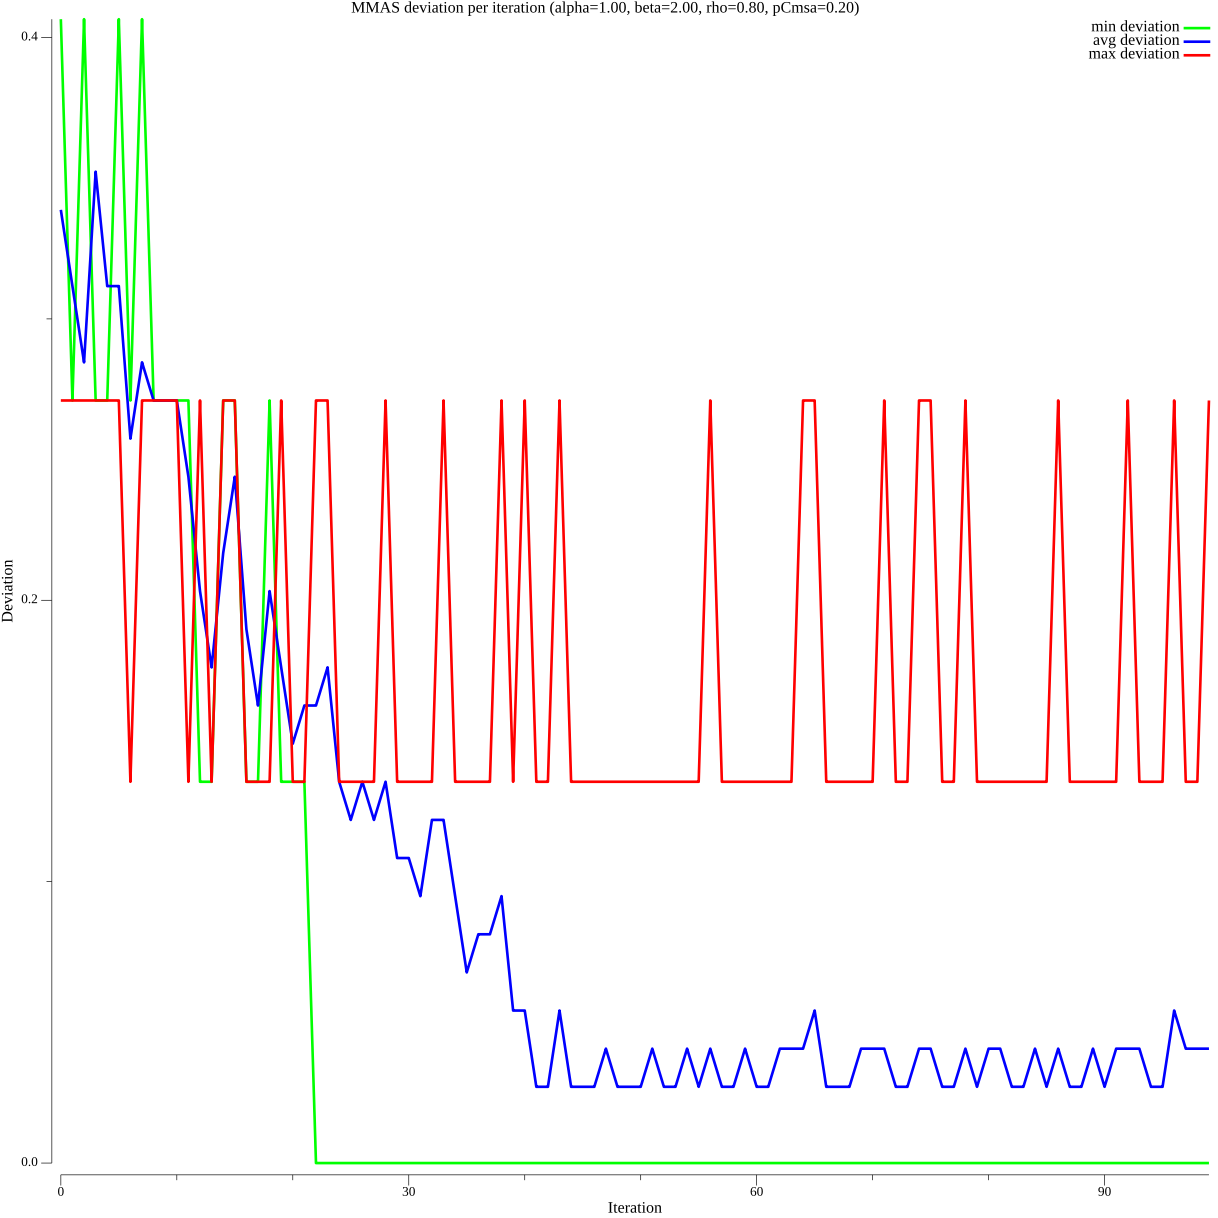 MMAS deviation per iteration (alpha=1.00, beta=2.00, rho=0.80, pCmsa=0.20)
min deviation
avg deviation
max deviation
0.4
0.2
0.0
Deviation
0 30 60 90
Iteration